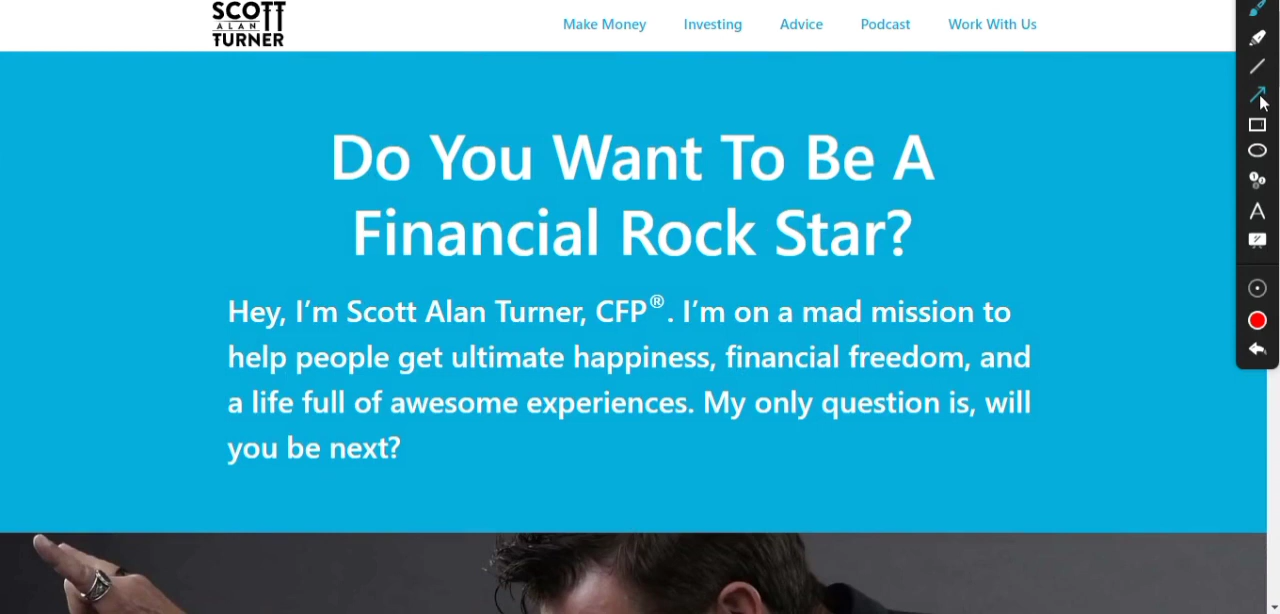 SCOTT
ALAN
TURNER
Make Money Investing Advice Podcast Work With Us
Do You Want To Be A
Financial Rock Star?
Hey, I’m Scott Alan Turner, CFP®. I’m on a mad mission to
help people get ultimate happiness, financial freedom, and
a life full of awesome experiences. My only question is, will
you be next?